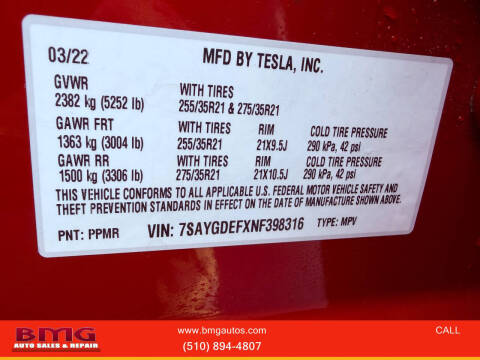 03/22 MFD BY TESLA, INC.
GVWR WITH TIRES
2382 kg (5252 lb) 255/35R21 & 275/35R21
GAWR FRT WITH TIRES RIM COLD TIRE PRESSURE
1363 kg (3004 lb) 255/35R21 21X9.5J 290 kPa, 42 psi
GAWR RR WITH TIRES RIM COLD TIRE PRESSURE
1500 kg (3306 lb) 275/35R21 21X10.5J 290 kPa, 42 psi
THIS VEHICLE CONFORMS TO ALL APPLICABLE U.S. FEDERAL MOTOR VEHICLE SAFETY AND
THEFT PREVENTION STANDARDS IN EFFECT ON THE DATE OF MANUFACTURE SHOWN ABOVE.
PNT: PPMR VIN: 7SAYGDEFXNF398316 TYPE: MPV
BMG
AUTO SALES & REPAIR
www.bmgautos.com
(510) 894-4807
CALL